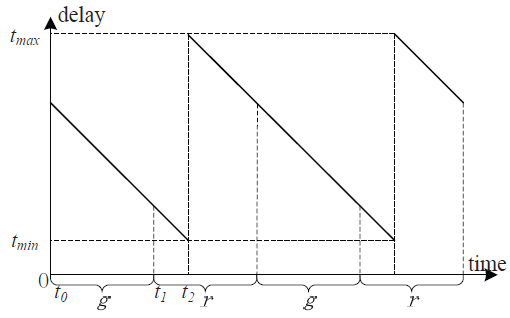 delay
t_max
t_min
0
time
t_0 t_1 t_2
g r g r